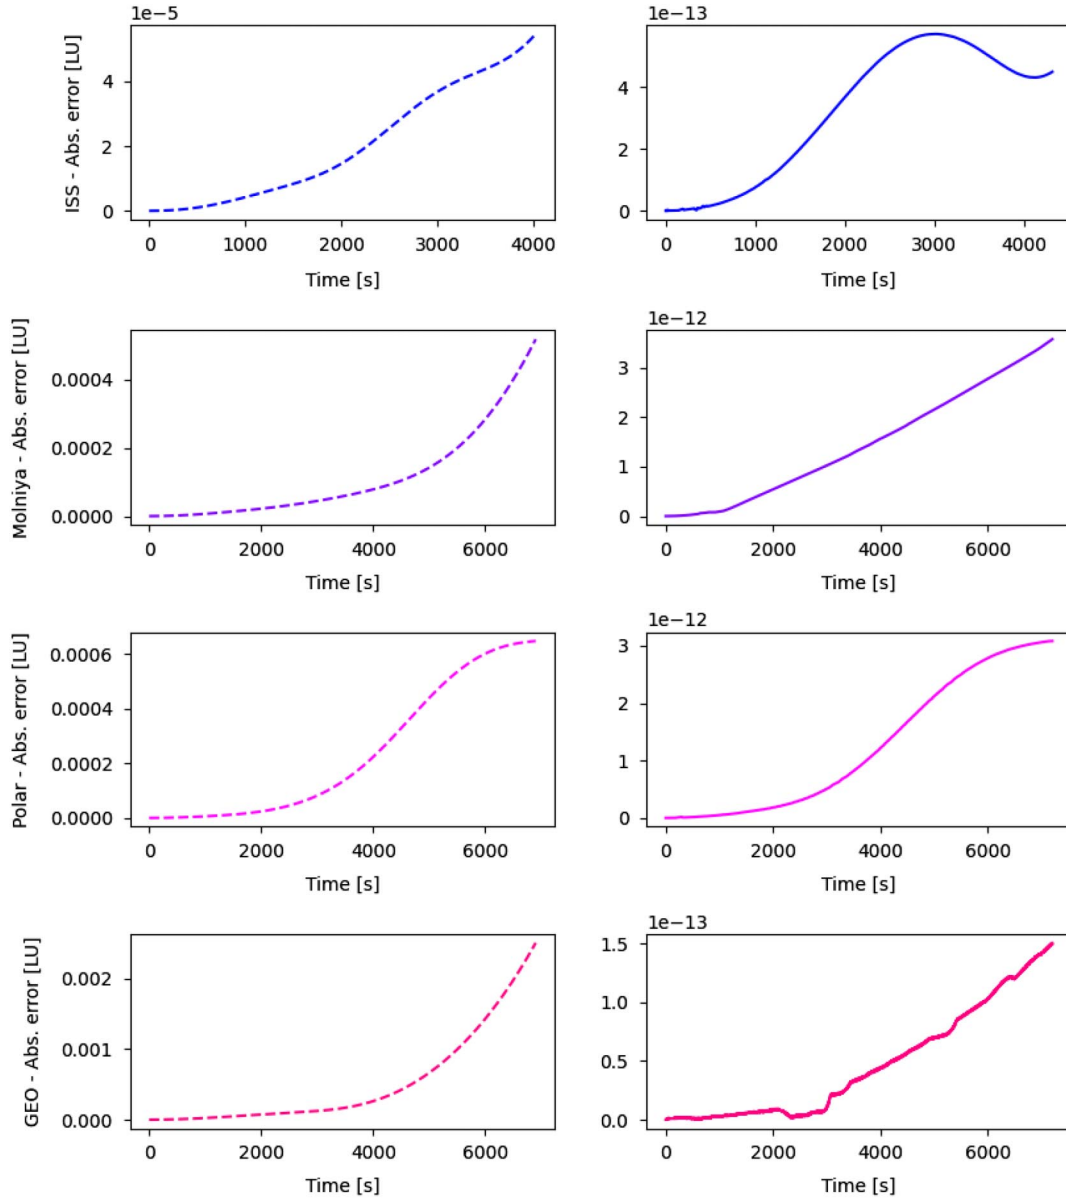 1e−5
ISS - Abs. error [LU]
4
2
0
0 1000 2000 3000 4000
Time [s]
1e−13
4
2
0
0 1000 2000 3000 4000
Time [s]
Molniya - Abs. error [LU]
0.0004
0.0002
0.0000
0 2000 4000 6000
Time [s]
1e−12
3
2
1
0
0 2000 4000 6000
Time [s]
Polar - Abs. error [LU]
0.0006
0.0004
0.0002
0.0000
0 2000 4000 6000
Time [s]
1e−12
3
2
1
0
0 2000 4000 6000
Time [s]
GEO - Abs. error [LU]
0.002
0.001
0.000
0 2000 4000 6000
Time [s]
1e−13
1.5
1.0
0.5
0.0
0 2000 4000 6000
Time [s]